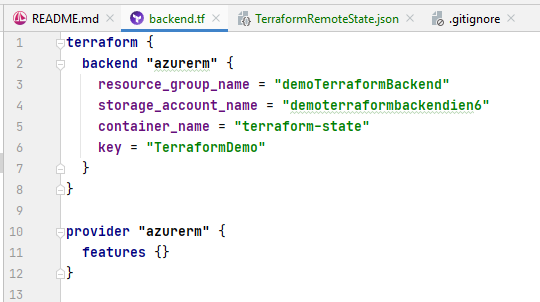 README.md backend.tf TerraformRemoteState.json .gitignore
1 terraform {
2 backend "azurerm" {
3 resource_group_name = "demoTerraformBackend"
4 storage_account_name = "demoterraformbackendien6"
5 container_name = "terraform-state"
6 key = "TerraformDemo"
7 }
8 }
9
10 provider "azurerm" {
11 features {}
12 }
13